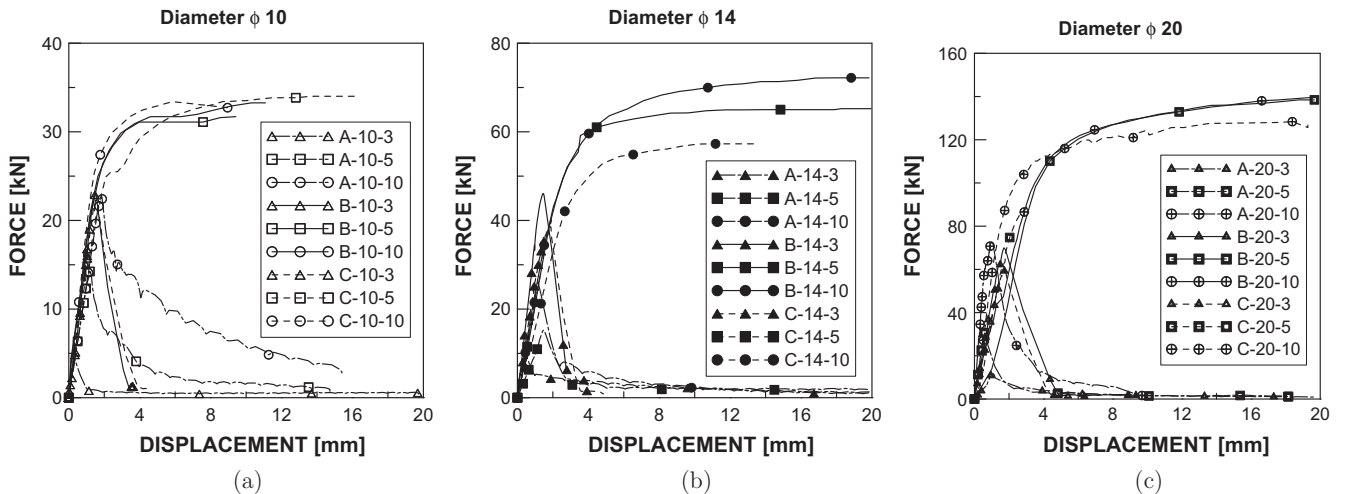 Diameter ϕ 10
40
30
20
10
0
FORCE [kN]
A-10-3
A-10-5
A-10-10
B-10-3
B-10-5
B-10-10
C-10-3
C-10-5
C-10-10
0 4 8 12 16 20
DISPLACEMENT [mm]
(a)
Diameter ϕ 14
80
60
40
20
0
FORCE [kN]
A-14-3
A-14-5
A-14-10
B-14-3
B-14-5
B-14-10
C-14-3
C-14-5
C-14-10
0 4 8 12 16 20
DISPLACEMENT [mm]
(b)
Diameter ϕ 20
160
120
80
40
0
FORCE [kN]
A-20-3
A-20-5
A-20-10
B-20-3
B-20-5
B-20-10
C-20-3
C-20-5
C-20-10
0 4 8 12 16 20
DISPLACEMENT [mm]
(c)